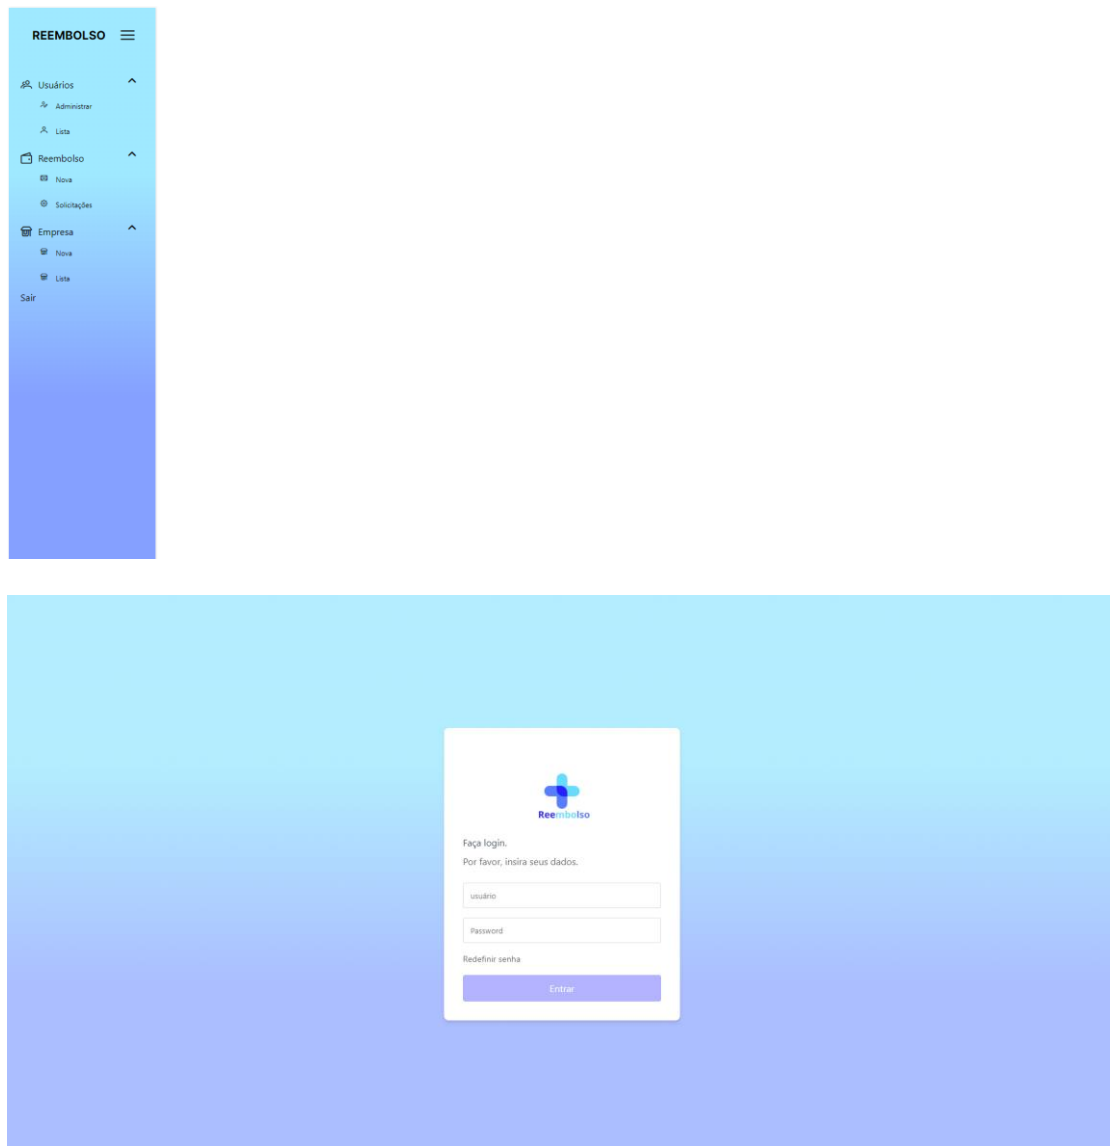 REEMBOLSO
Usuários
Administrar
Lista
Reembolso
Nova
Solicitações
Empresa
Nova
Lista
Sair
Reembolso
Faça login.
Por favor, insira seus dados.
usuário
Password
Redefinir senha
Entrar